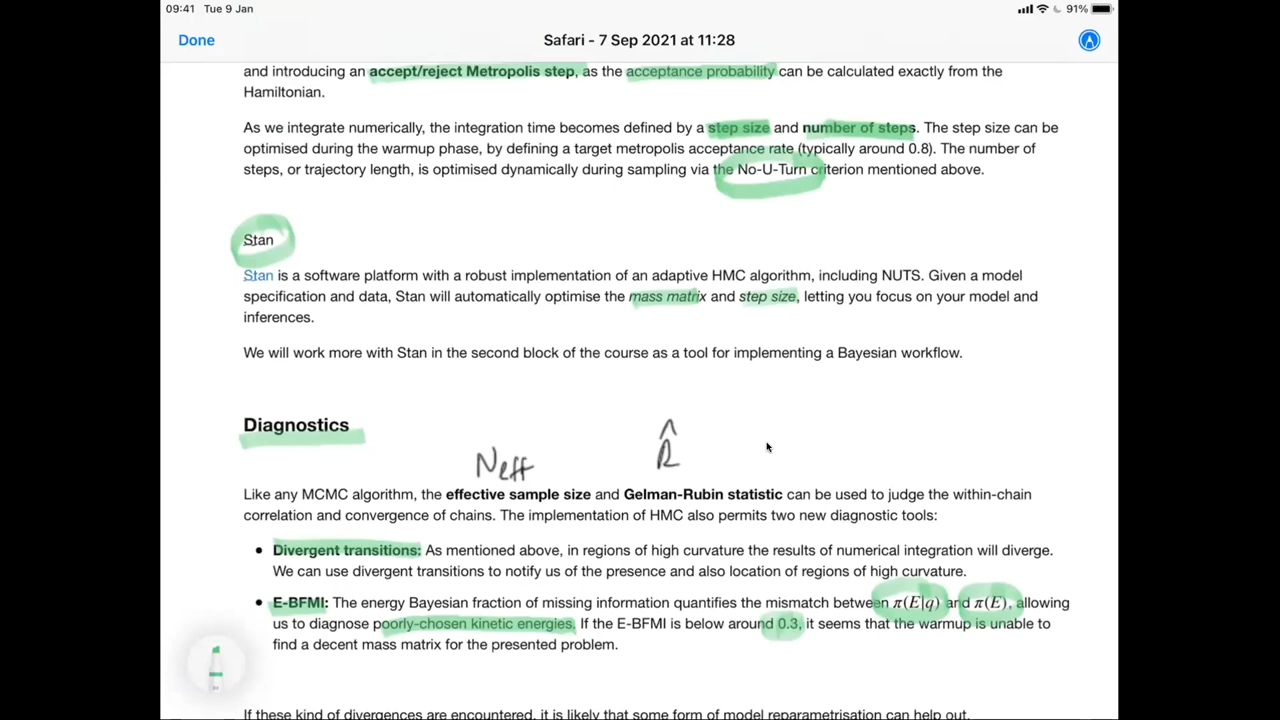 09:41 Tue 9 Jan 91%
Done Safari - 7 Sep 2021 at 11:28
and introducing an accept/reject Metropolis step, as the acceptance probability can be calculated exactly from the
Hamiltonian.
As we integrate numerically, the integration time becomes defined by a step size and number of steps. The step size can be
optimised during the warmup phase, by defining a target metropolis acceptance rate (typically around 0.8). The number of
steps, or trajectory length, is optimised dynamically during sampling via the No-U-Turn criterion mentioned above.
Stan
Stan is a software platform with a robust implementation of an adaptive HMC algorithm, including NUTS. Given a model
specification and data, Stan will automatically optimise the mass matrix and step size, letting you focus on your model and
inferences.
We will work more with Stan in the second block of the course as a tool for implementing a Bayesian workflow.
Diagnostics
Neff R̂
Like any MCMC algorithm, the effective sample size and Gelman-Rubin statistic can be used to judge the within-chain
correlation and convergence of chains. The implementation of HMC also permits two new diagnostic tools:
• Divergent transitions: As mentioned above, in regions of high curvature the results of numerical integration will diverge.
We can use divergent transitions to notify us of the presence and also location of regions of high curvature.
• E-BFMI: The energy Bayesian fraction of missing information quantifies the mismatch between π(E|q) and π(E), allowing
us to diagnose poorly-chosen kinetic energies. If the E-BFMI is below around 0.3, it seems that the warmup is unable to
find a decent mass matrix for the presented problem.
If these kind of divergences are encountered, it is likely that some form of model reparametrisation can help out.